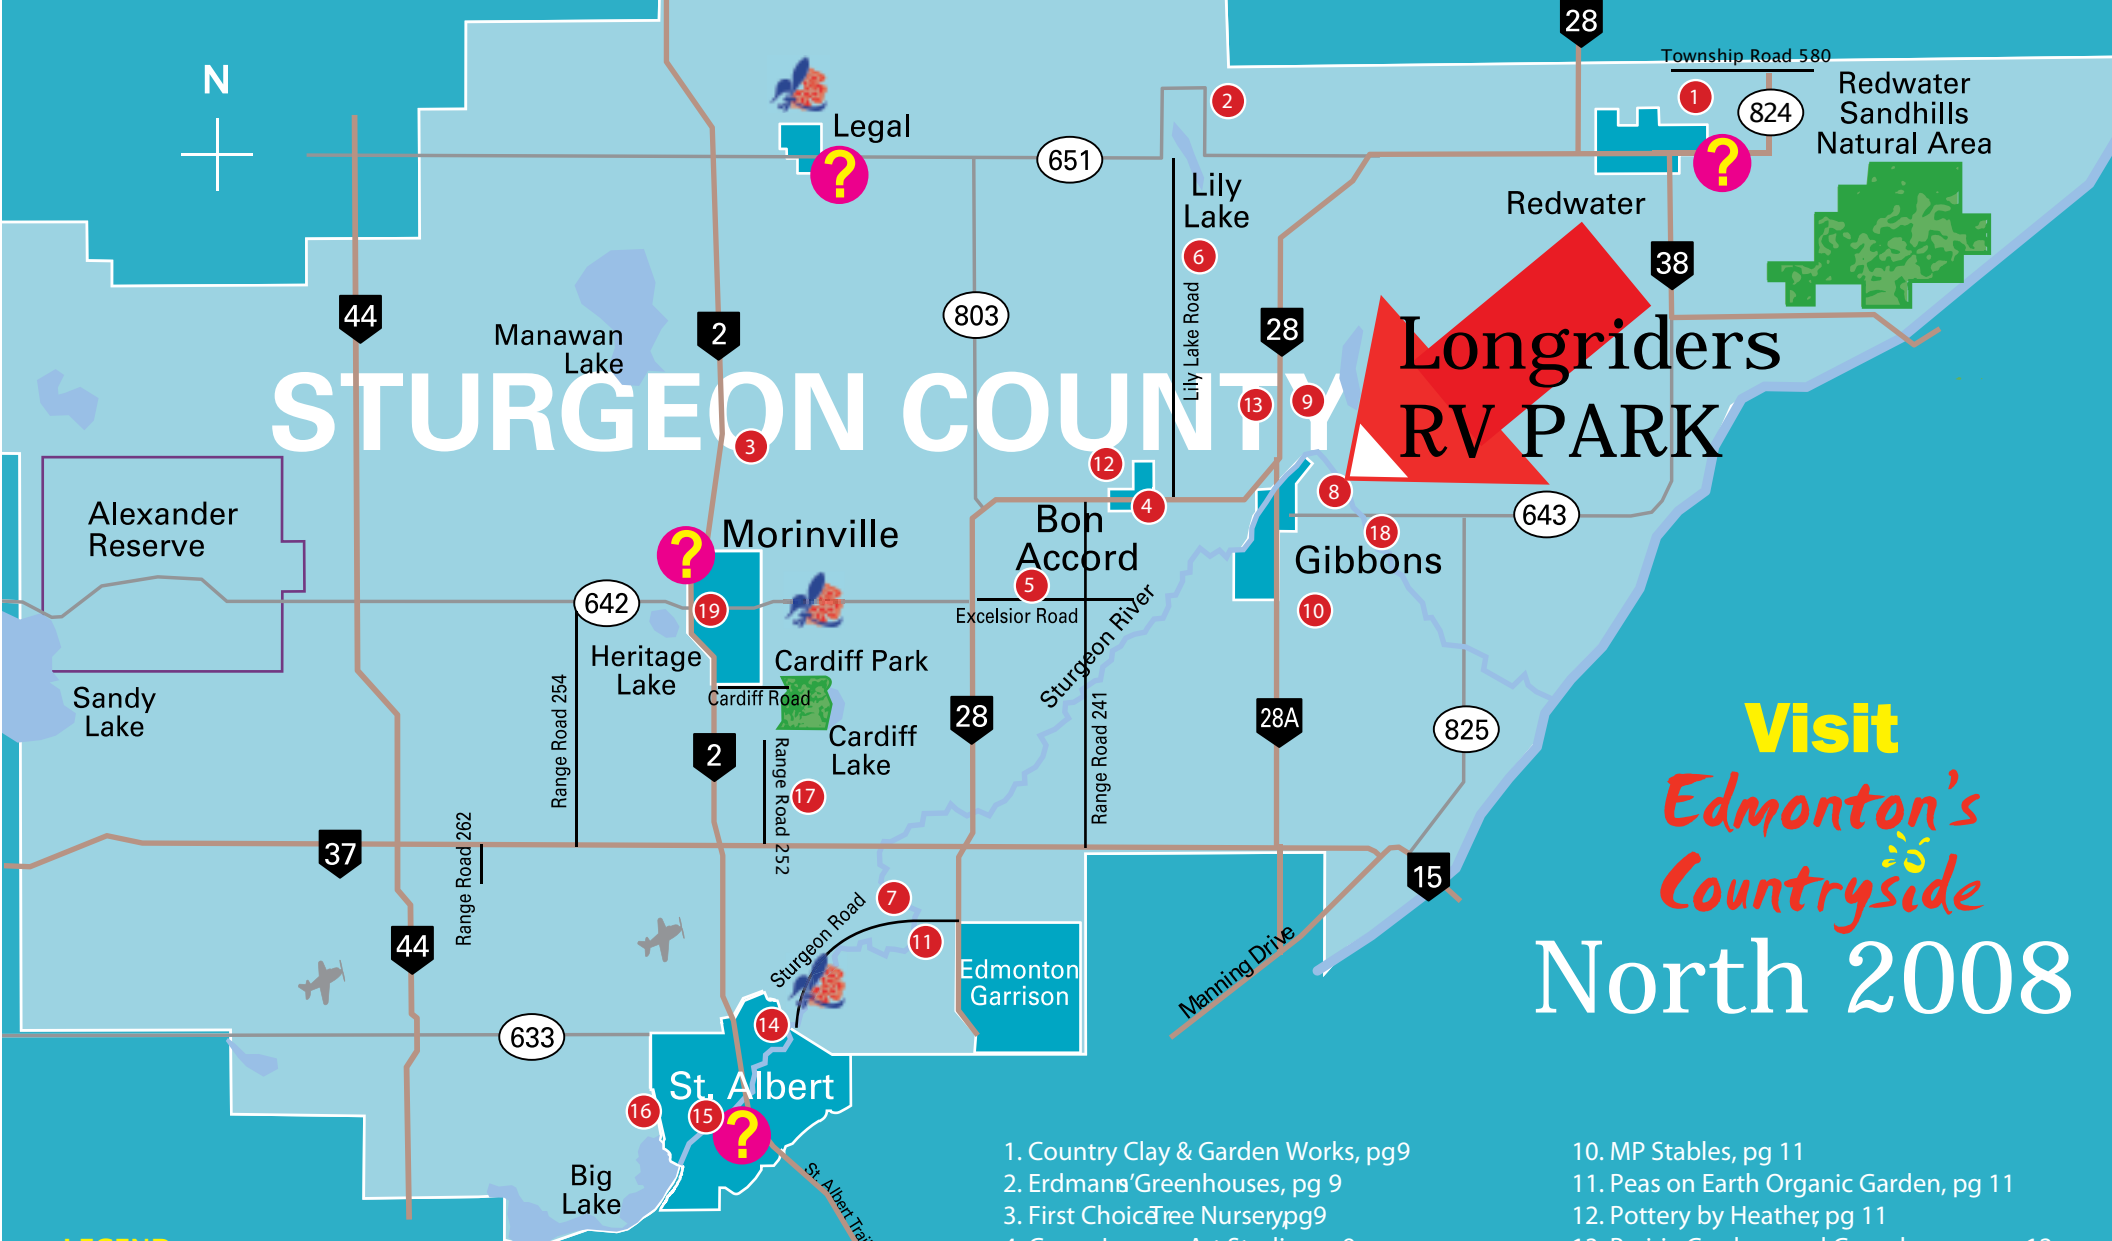 28
Township Road 580
N
Redwater
Sandhills
Natural Area
1
2
824
Legal
?
651
?
Lily
Lake
Redwater
6
38
44
Manawan
Lake
2
803
Lily Lake Road
28
Longriders
RV PARK
STURGEON COUNTY
13
9
3
12
8
4
643
Alexander
Reserve
Morinville
?
Bon
Accord
18
Gibbons
5
642
19
Excelsior Road
10
Sturgeon River
Heritage
Lake
Cardiff Park
Cardiff Road
Sandy
Lake
Range Road 254
2
Cardiff
Lake
28
Range Road 241
28A
825
Visit
Edmonton's
Countryside
North 2008
Range Road 252
17
37
Range Road 262
15
7
Sturgeon Road
11
44
Edmonton
Garrison
Manning Drive
633
14
St. Albert
16
15
?
Big
Lake
St. Albert Trail
1. Country Clay & Garden Works, pg9
2. Erdmann's Greenhouses, pg 9
3. First Choice Tree Nursery, pg9
10. MP Stables, pg 11
11. Peas on Earth Organic Garden, pg 11
12. Pottery by Heather, pg 11
LEGEND